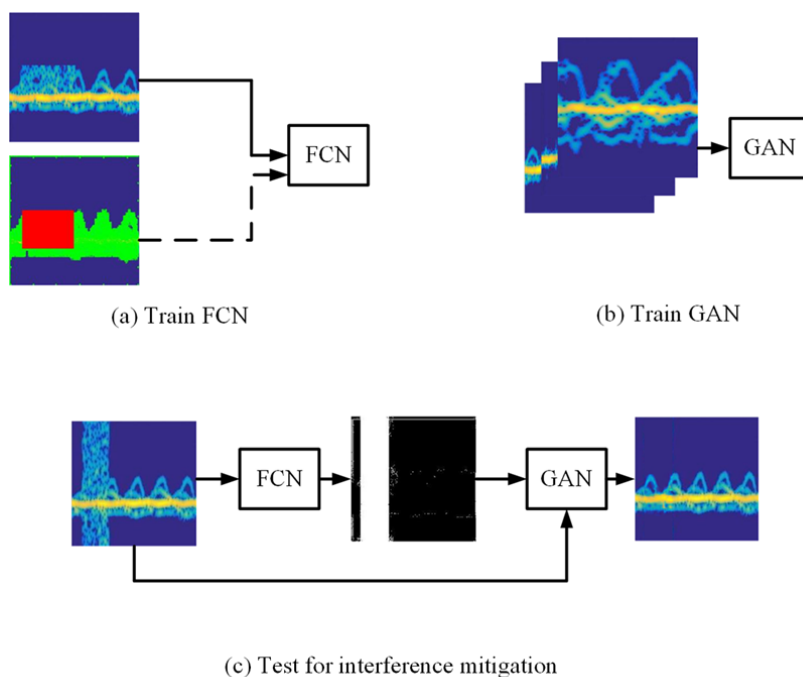 FCN
GAN
(a) Train FCN
(b) Train GAN
FCN
GAN
(c) Test for interference mitigation